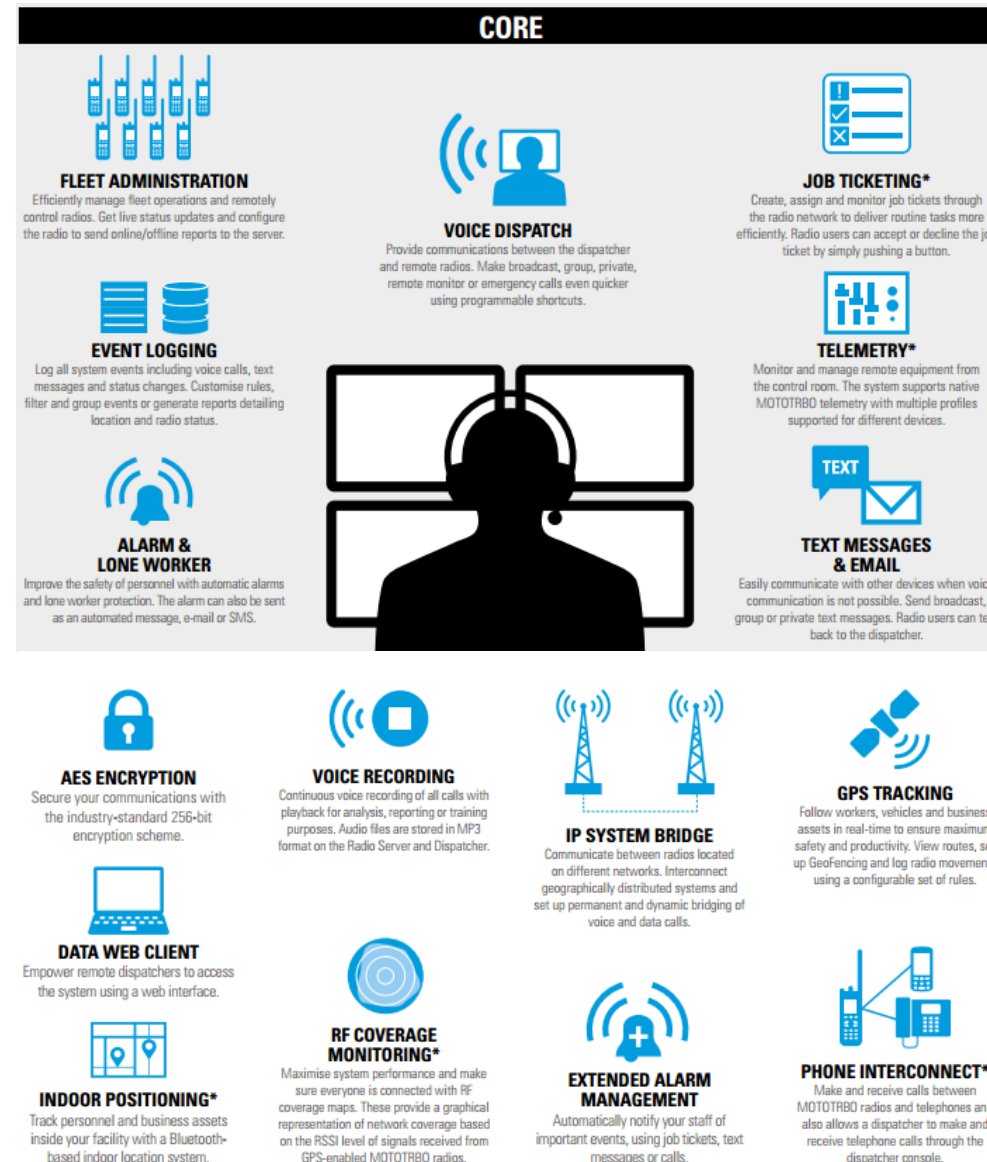 CORE
FLEET ADMINISTRATION
Efficiently manage fleet operations and remotely
control radios. Get live status updates and configure
the radio to send online/offline reports to the server.
VOICE DISPATCH
Provide communications between the dispatcher
and remote radios. Make broadcast, group, private,
remote monitor or emergency calls even quicker
using programmable shortcuts.
JOB TICKETING*
Create, assign and monitor job tickets through
the radio network to deliver routine tasks more
efficiently. Radio users can accept or decline the
ticket by simply pushing a button.
EVENT LOGGING
Log all system events including voice calls, text
messages and status changes. Customise rules,
filter and group events or generate reports detailing
location and radio status.
TELEMETRY*
Monitor and manage remote equipment from
the control room. The system supports native
MOTOTRBO telemetry with multiple profiles
supported for different devices.
ALARM &
LONE WORKER
Improve the safety of personnel with automatic alarms
and lone worker protection. The alarm can also be sent
as an automated message, e-mail or SMS.
TEXT
TEXT MESSAGES
& EMAIL
Easily communicate with other devices when
communication is not possible. Send broadcast,
group or private text messages. Radio users can
back to the dispatcher.
AES ENCRYPTION
Secure your communications with
the industry-standard 256-bit
encryption scheme.
VOICE RECORDING
Continuous voice recording of all calls with
playback for analysis, reporting or training
purposes. Audio files are stored in MP3
format on the Radio Server and Dispatcher.
IP SYSTEM BRIDGE
Communicate between radios located
on different networks. Interconnect
geographically distributed systems and
set up permanent and dynamic bridging of
voice and data calls.
GPS TRACKING
Follow workers, vehicles and business
assets in real-time to ensure maximum
safety and productivity. View routes,
up GeoFencing and log radio
using a configurable set of rules.
DATA WEB CLIENT
Empower remote dispatchers to access
the system using a web interface.
RF COVERAGE
MONITORING*
Maximise system performance and make
sure everyone is connected with RF
coverage maps. These provide a graphical
representation of network coverage based
on the RSSI level of signals received from
GPS-enabled MOTOTRBO radios.
EXTENDED ALARM
MANAGEMENT
Automatically notify your staff of
important events, using job tickets, text
messages or calls.
PHONE INTERCONNECT*
Make and receive calls between
MOTOTRBO radios and telephones
also allows a dispatcher to make and
receive telephone calls through the
dispatcher console.
INDOOR POSITIONING*
Track personnel and business assets
inside your facility with a Bluetooth-
based indoor location system.